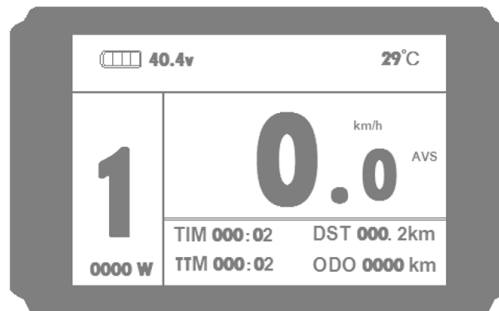 40.4v 29°C
1
0.0
km/h
AVS
0000 W
TIM 000:02 DST 000. 2km
TTM 000:02 ODO 0000 km